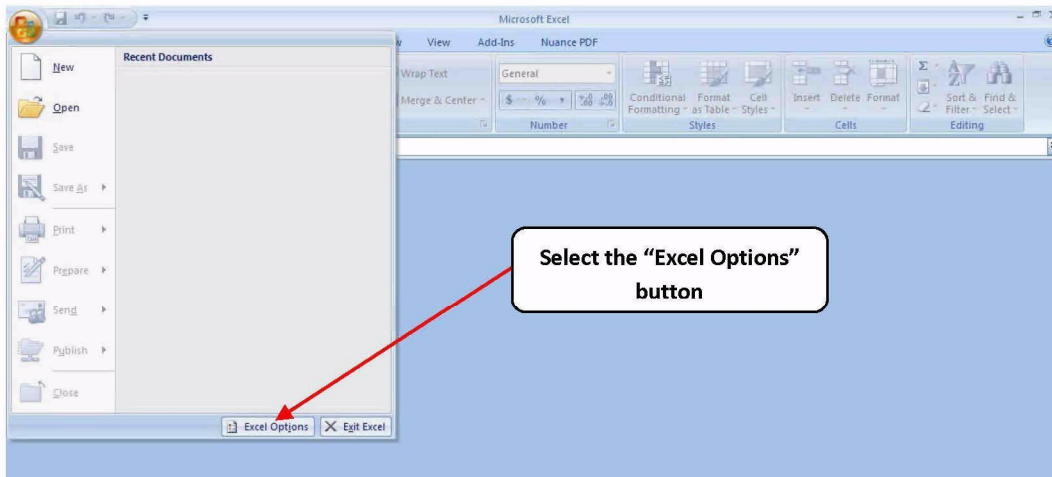 Microsoft Excel
View Add-Ins Nuance PDF
New
Recent Documents
Open
Save
Save As
Print
Prepare
Send
Publish
Close
Excel Options
Exit Excel
Wrap Text
Merge & Center
General
$ % ,
Number
Conditional Formatting
Format as Table
Cell Styles
Styles
Insert Delete Format
Cells
Σ
Sort & Filter
Find & Select
Editing
Select the “Excel Options”
button